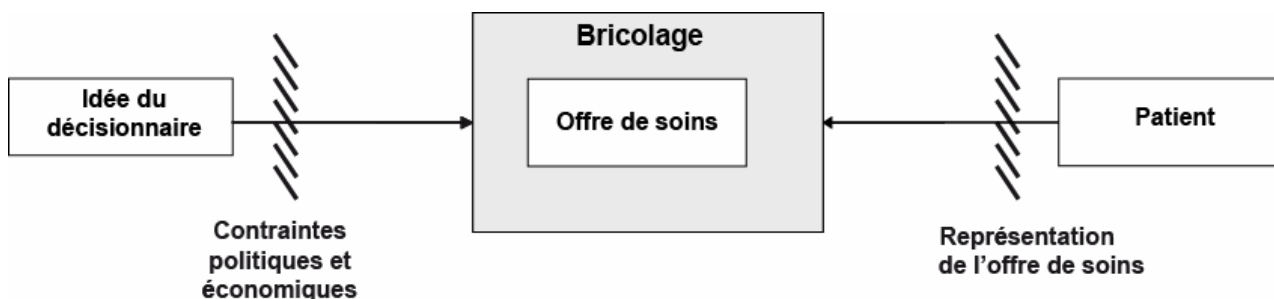 Bricolage
Idée du
décisionnaire
Offre de soins
Patient
Contraintes
politiques et
économiques
Représentation
de l'offre de soins